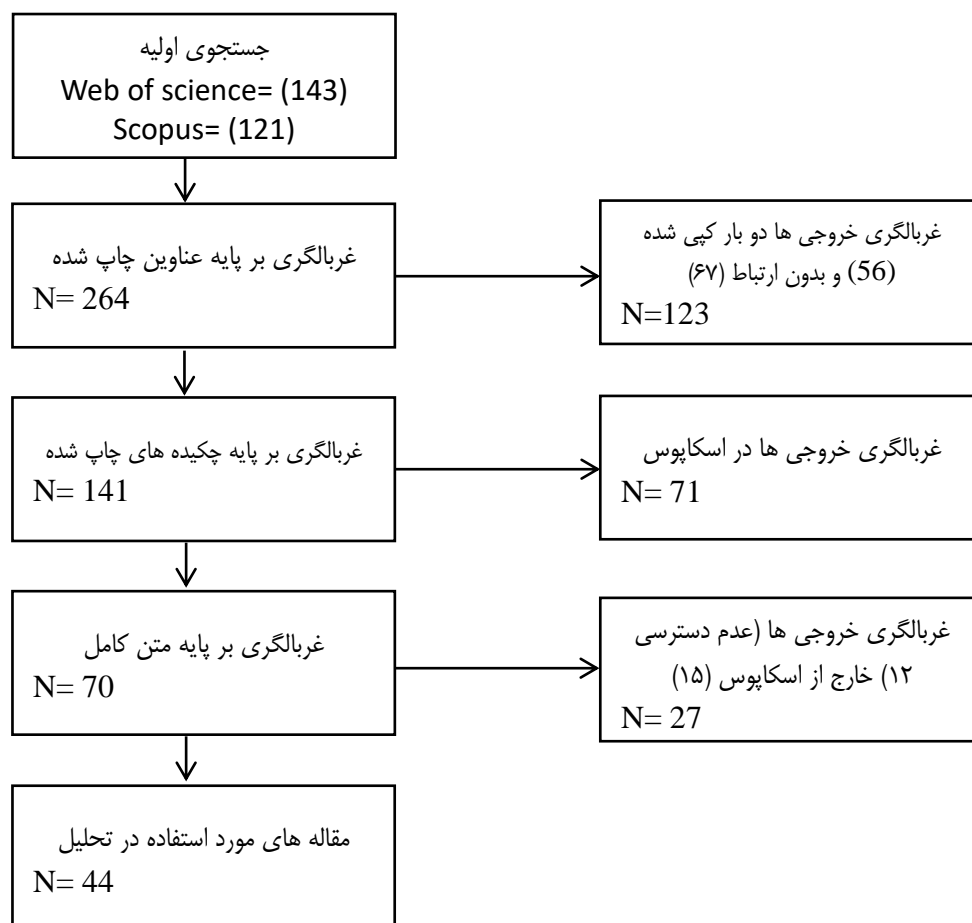 جستجوی اولیه
Web of science= (143)
Scopus= (121)
غربالگری بر پایه عناوین چاپ شده
N= 264
غربالگری خروجی ها دو بار کپی شده
(56) و بدون ارتباط (۶۷)
N=123
غربالگری بر پایه چکیده های چاپ شده
N= 141
غربالگری خروجی ها در اسکاپوس
N= 71
غربالگری بر پایه متن کامل
N= 70
غربالگری خروجی ها (عدم دسترسی
۱۲) خارج از اسکاپوس (۱۵)
N= 27
مقاله های مورد استفاده در تحلیل
N= 44